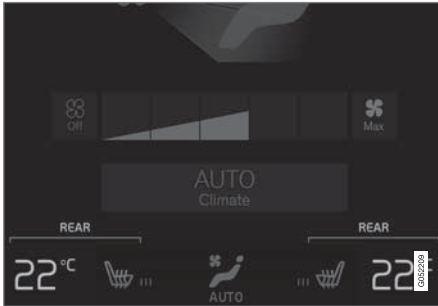 Off
Max
AUTO
Climate
REAR REAR
22°C 22
AUTO
G052209